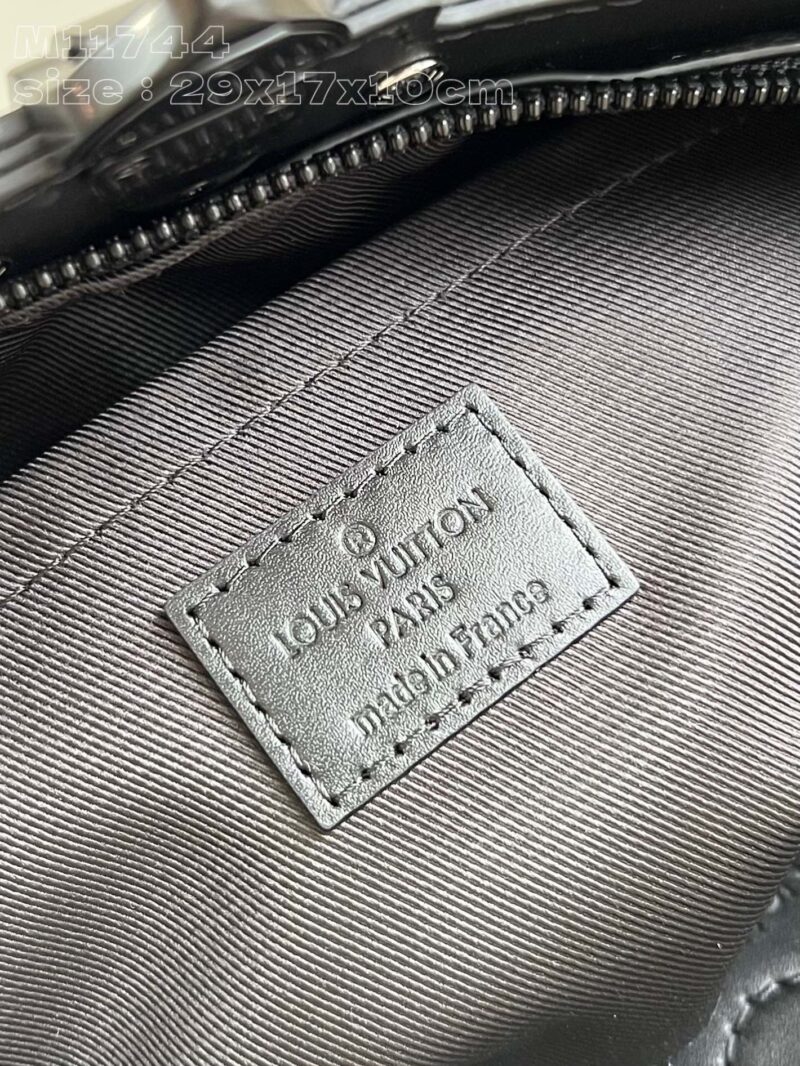 M11744
size : 29x17x10cm
®
LOUIS VUITTON
PARIS
made in France